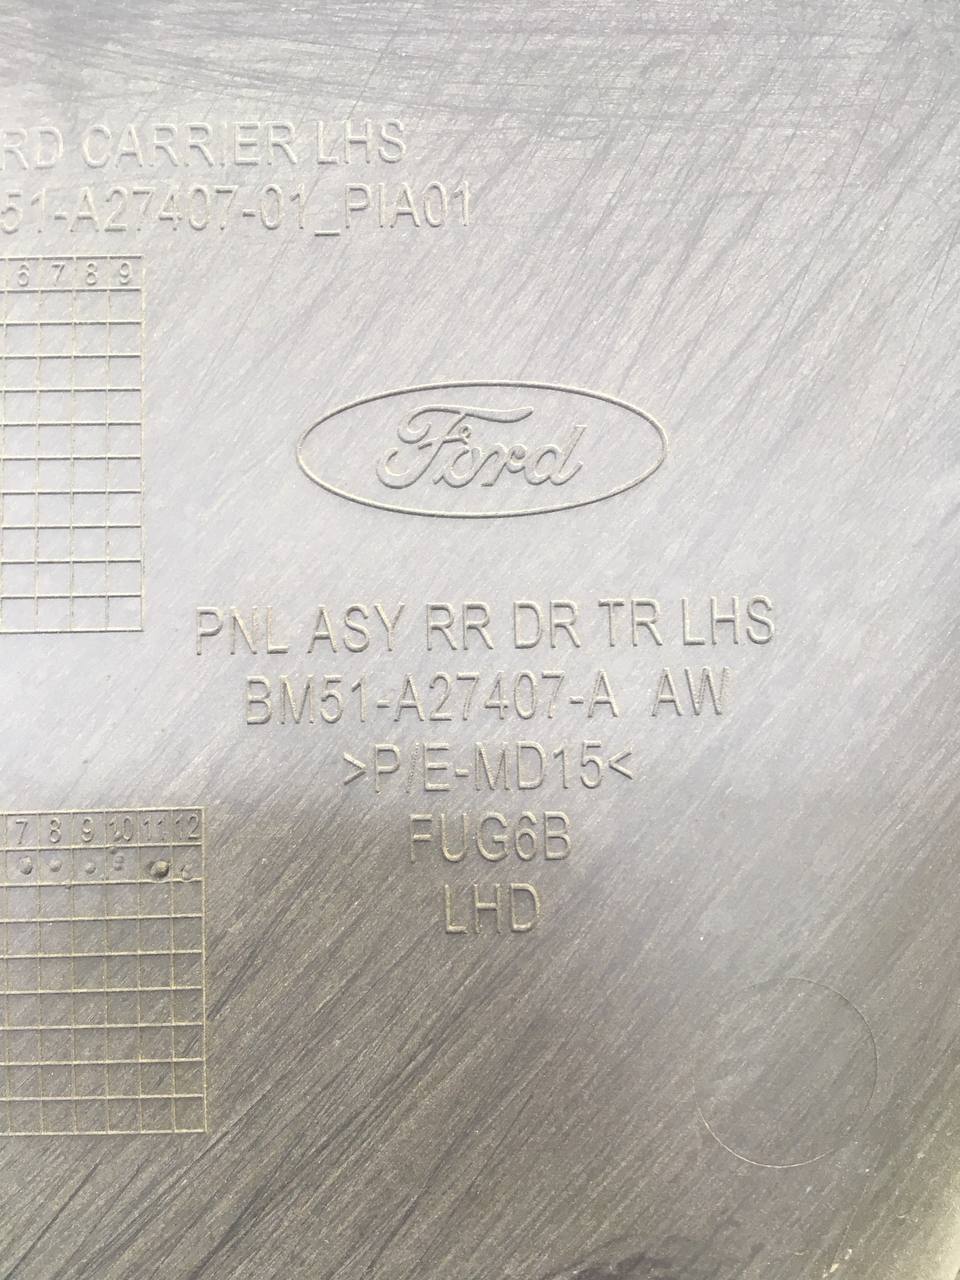 RD CARRIER LHS
51-A27407-01_PIA01
6 7 8 9
Ford
PNL ASY RR DR TR LHS
BM51-A27407-A AW
>P/E-MD15<
FUG6B
LHD
7 8 9 10 11 12